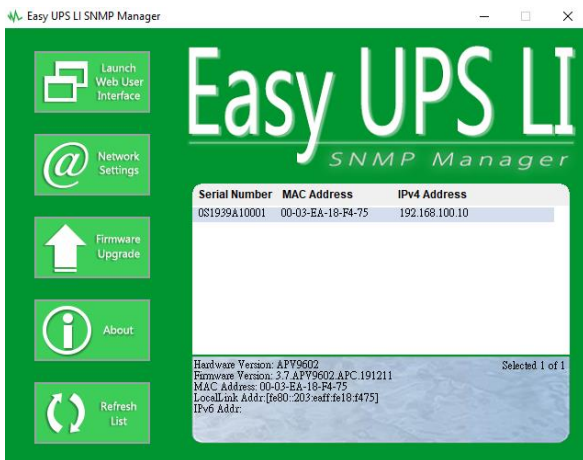 Easy UPS LI SNMP Manager
Launch
Web User
Interface
Network
Settings
Firmware
Upgrade
About
Refresh
List
Easy UPS LI
SNMP Manager
Serial Number MAC Address IPv4 Address
0S1939A10001 00-03-EA-18-F4-75 192.168.100.10
Hardware Version: APV9602
Firmware Version: 3.7.APV9602.APC.191211
MAC Address: 00-03-EA-18-F4-75
LocalLink Addr:[fe80::203:eaff:fe18:f475]
IPv6 Addr:
Selected 1 of 1